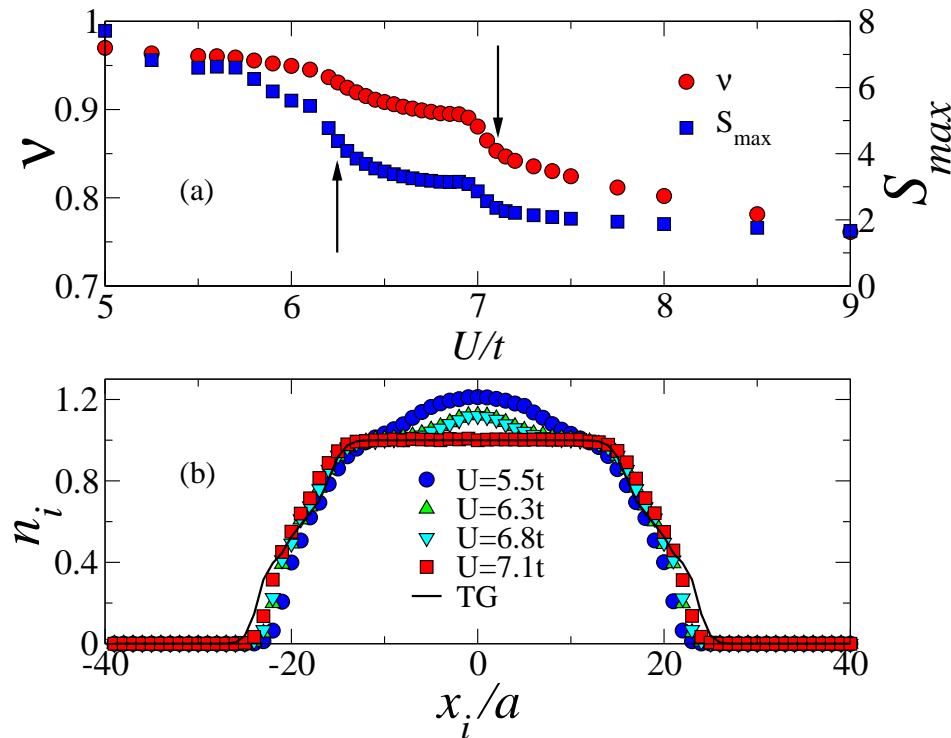 1
0.9
0.8
0.7
ν
8
6
4
2
0
S_max
ν
S_max
(a)
5
6
7
8
9
U/t
1.2
0.8
0.4
0
n_i
(b)
U=5.5t
U=6.3t
U=6.8t
U=7.1t
TG
-40
-20
0
20
40
x_i/a